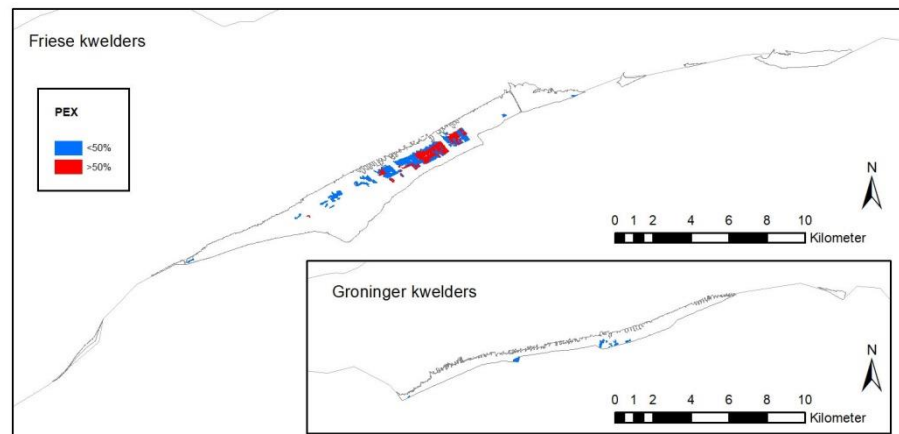 Friese kwelders
PEX
<50%
>50%
N
0 1 2 4 6 8 10
Kilometer
Groninger kwelders
N
0 1 2 4 6 8 10
Kilometer